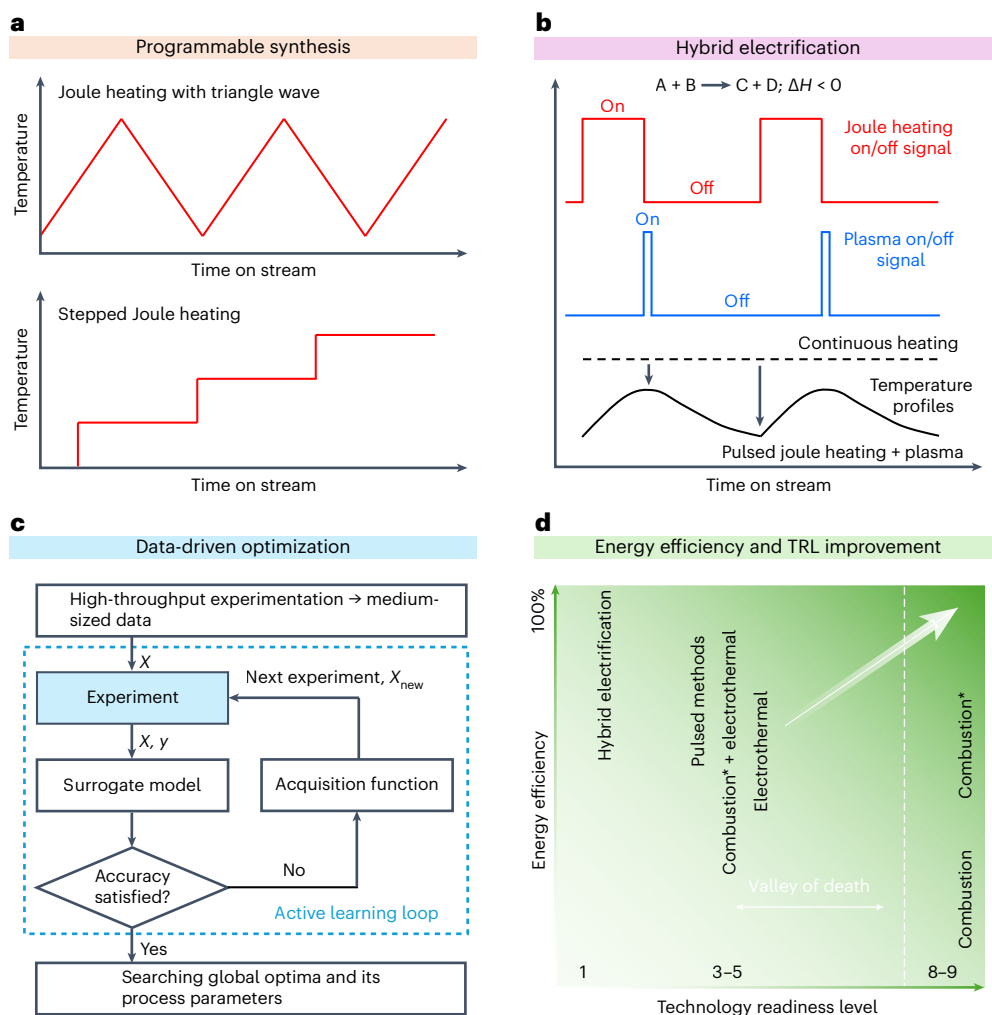 a
Programmable synthesis
Joule heating with triangle wave
Temperature
Time on stream
Stepped Joule heating
Temperature
Time on stream
b
Hybrid electrification
A + B → C + D; ΔH < 0
On
Joule heating
on/off signal
Off
On
Plasma on/off
signal
Off
Continuous heating
Temperature
profiles
Pulsed joule heating + plasma
Time on stream
c
Data-driven optimization
High-throughput experimentation → medium-
sized data
X
Experiment
Next experiment, Xnew
X, y
Surrogate model
Acquisition function
Accuracy
satisfied?
No
Active learning loop
Yes
Searching global optima and its
process parameters
d
Energy efficiency and TRL improvement
100%
Energy efficiency
Hybrid electrification
Pulsed methods
Combustion* + electrothermal
Electrothermal
Combustion*
Combustion
Valley of death
1
3–5
8–9
Technology readiness level